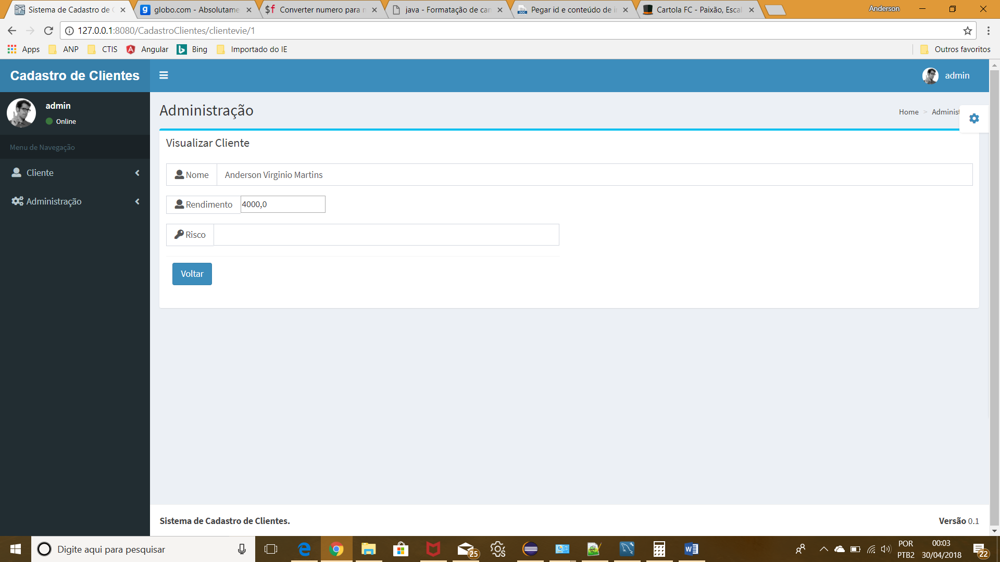 Sistema de Cadastro de C
globo.com - Absolutame
$f Converter numero para n
java - Formatação de car
Pegar id e conteúdo de i
Cartola FC - Paixão, Escal
Anderson
127.0.0.1:8080/CadastroClientes/clientevie/1
Apps ANP CTIS Angular Bing Importado do IE Outros favoritos
Cadastro de Clientes
admin
admin
Online
Administração
Home > Administ
Menu de Navegação
Visualizar Cliente
Cliente
Nome Anderson Virginio Martins
Administração
Rendimento 4000,0
Risco
Voltar
Sistema de Cadastro de Clientes. Versão 0.1
Digite aqui para pesquisar
25
POR
PTB2
00:03
30/04/2018
22